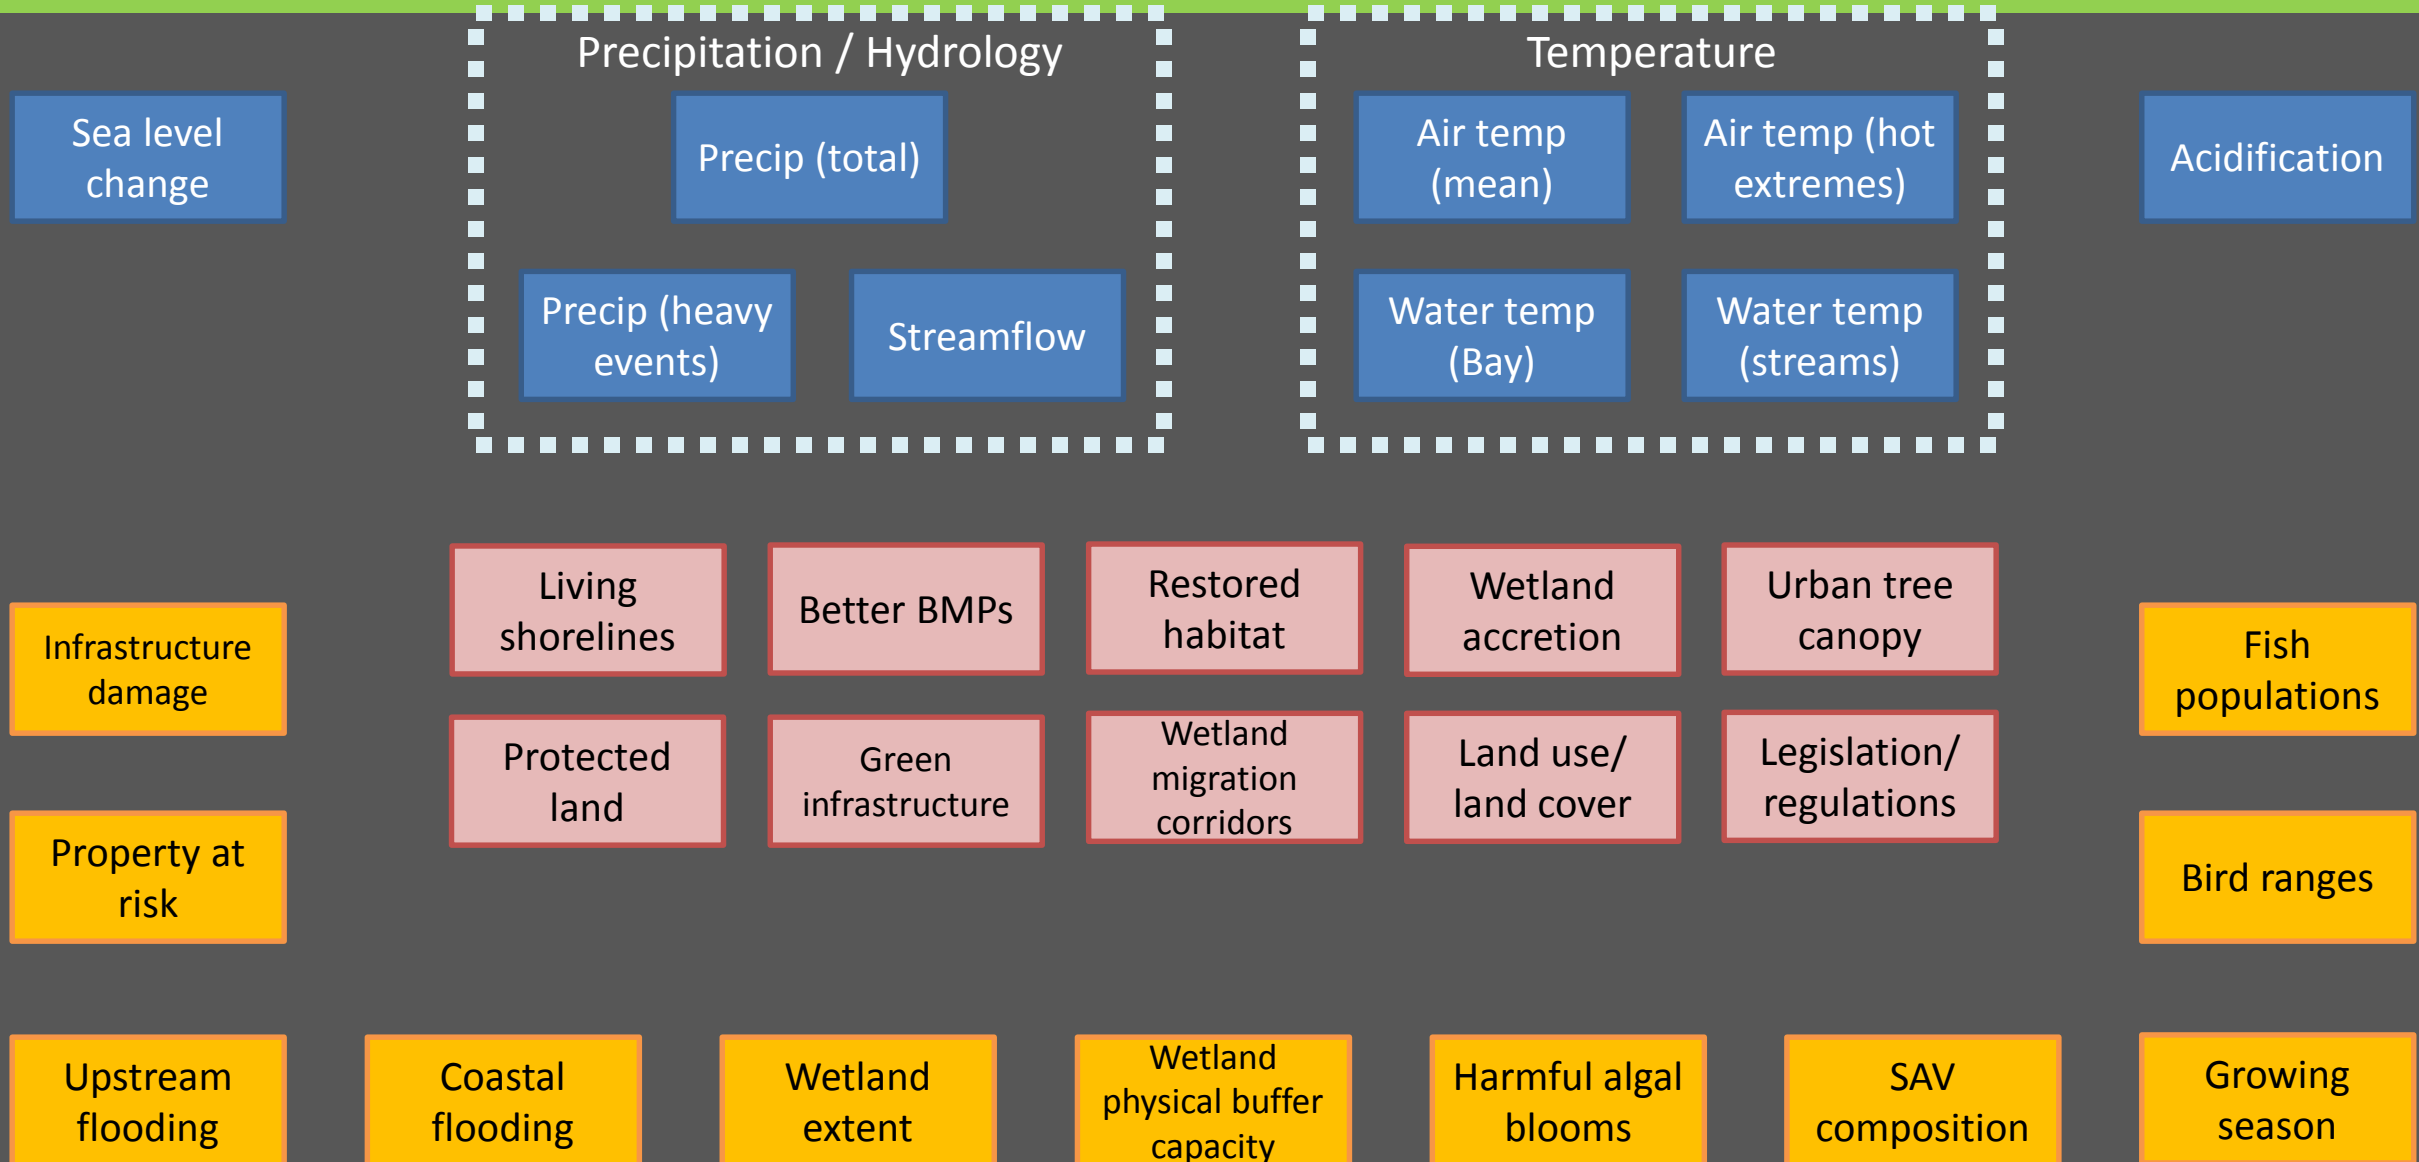 Precipitation / Hydrology
Temperature
Sea level
change
Precip (total)
Air temp
(mean)
Air temp (hot
extremes)
Acidification
Precip (heavy
events)
Streamflow
Water temp
(Bay)
Water temp
(streams)
Living
shorelines
Better BMPs
Restored
habitat
Wetland
accretion
Urban tree
canopy
Infrastructure
damage
Fish
populations
Protected
land
Green
infrastructure
Wetland
migration
corridors
Land use/
land cover
Legislation/
regulations
Property at
risk
Bird ranges
Upstream
flooding
Coastal
flooding
Wetland
extent
Wetland
physical buffer
capacity
Harmful algal
blooms
SAV
composition
Growing
season